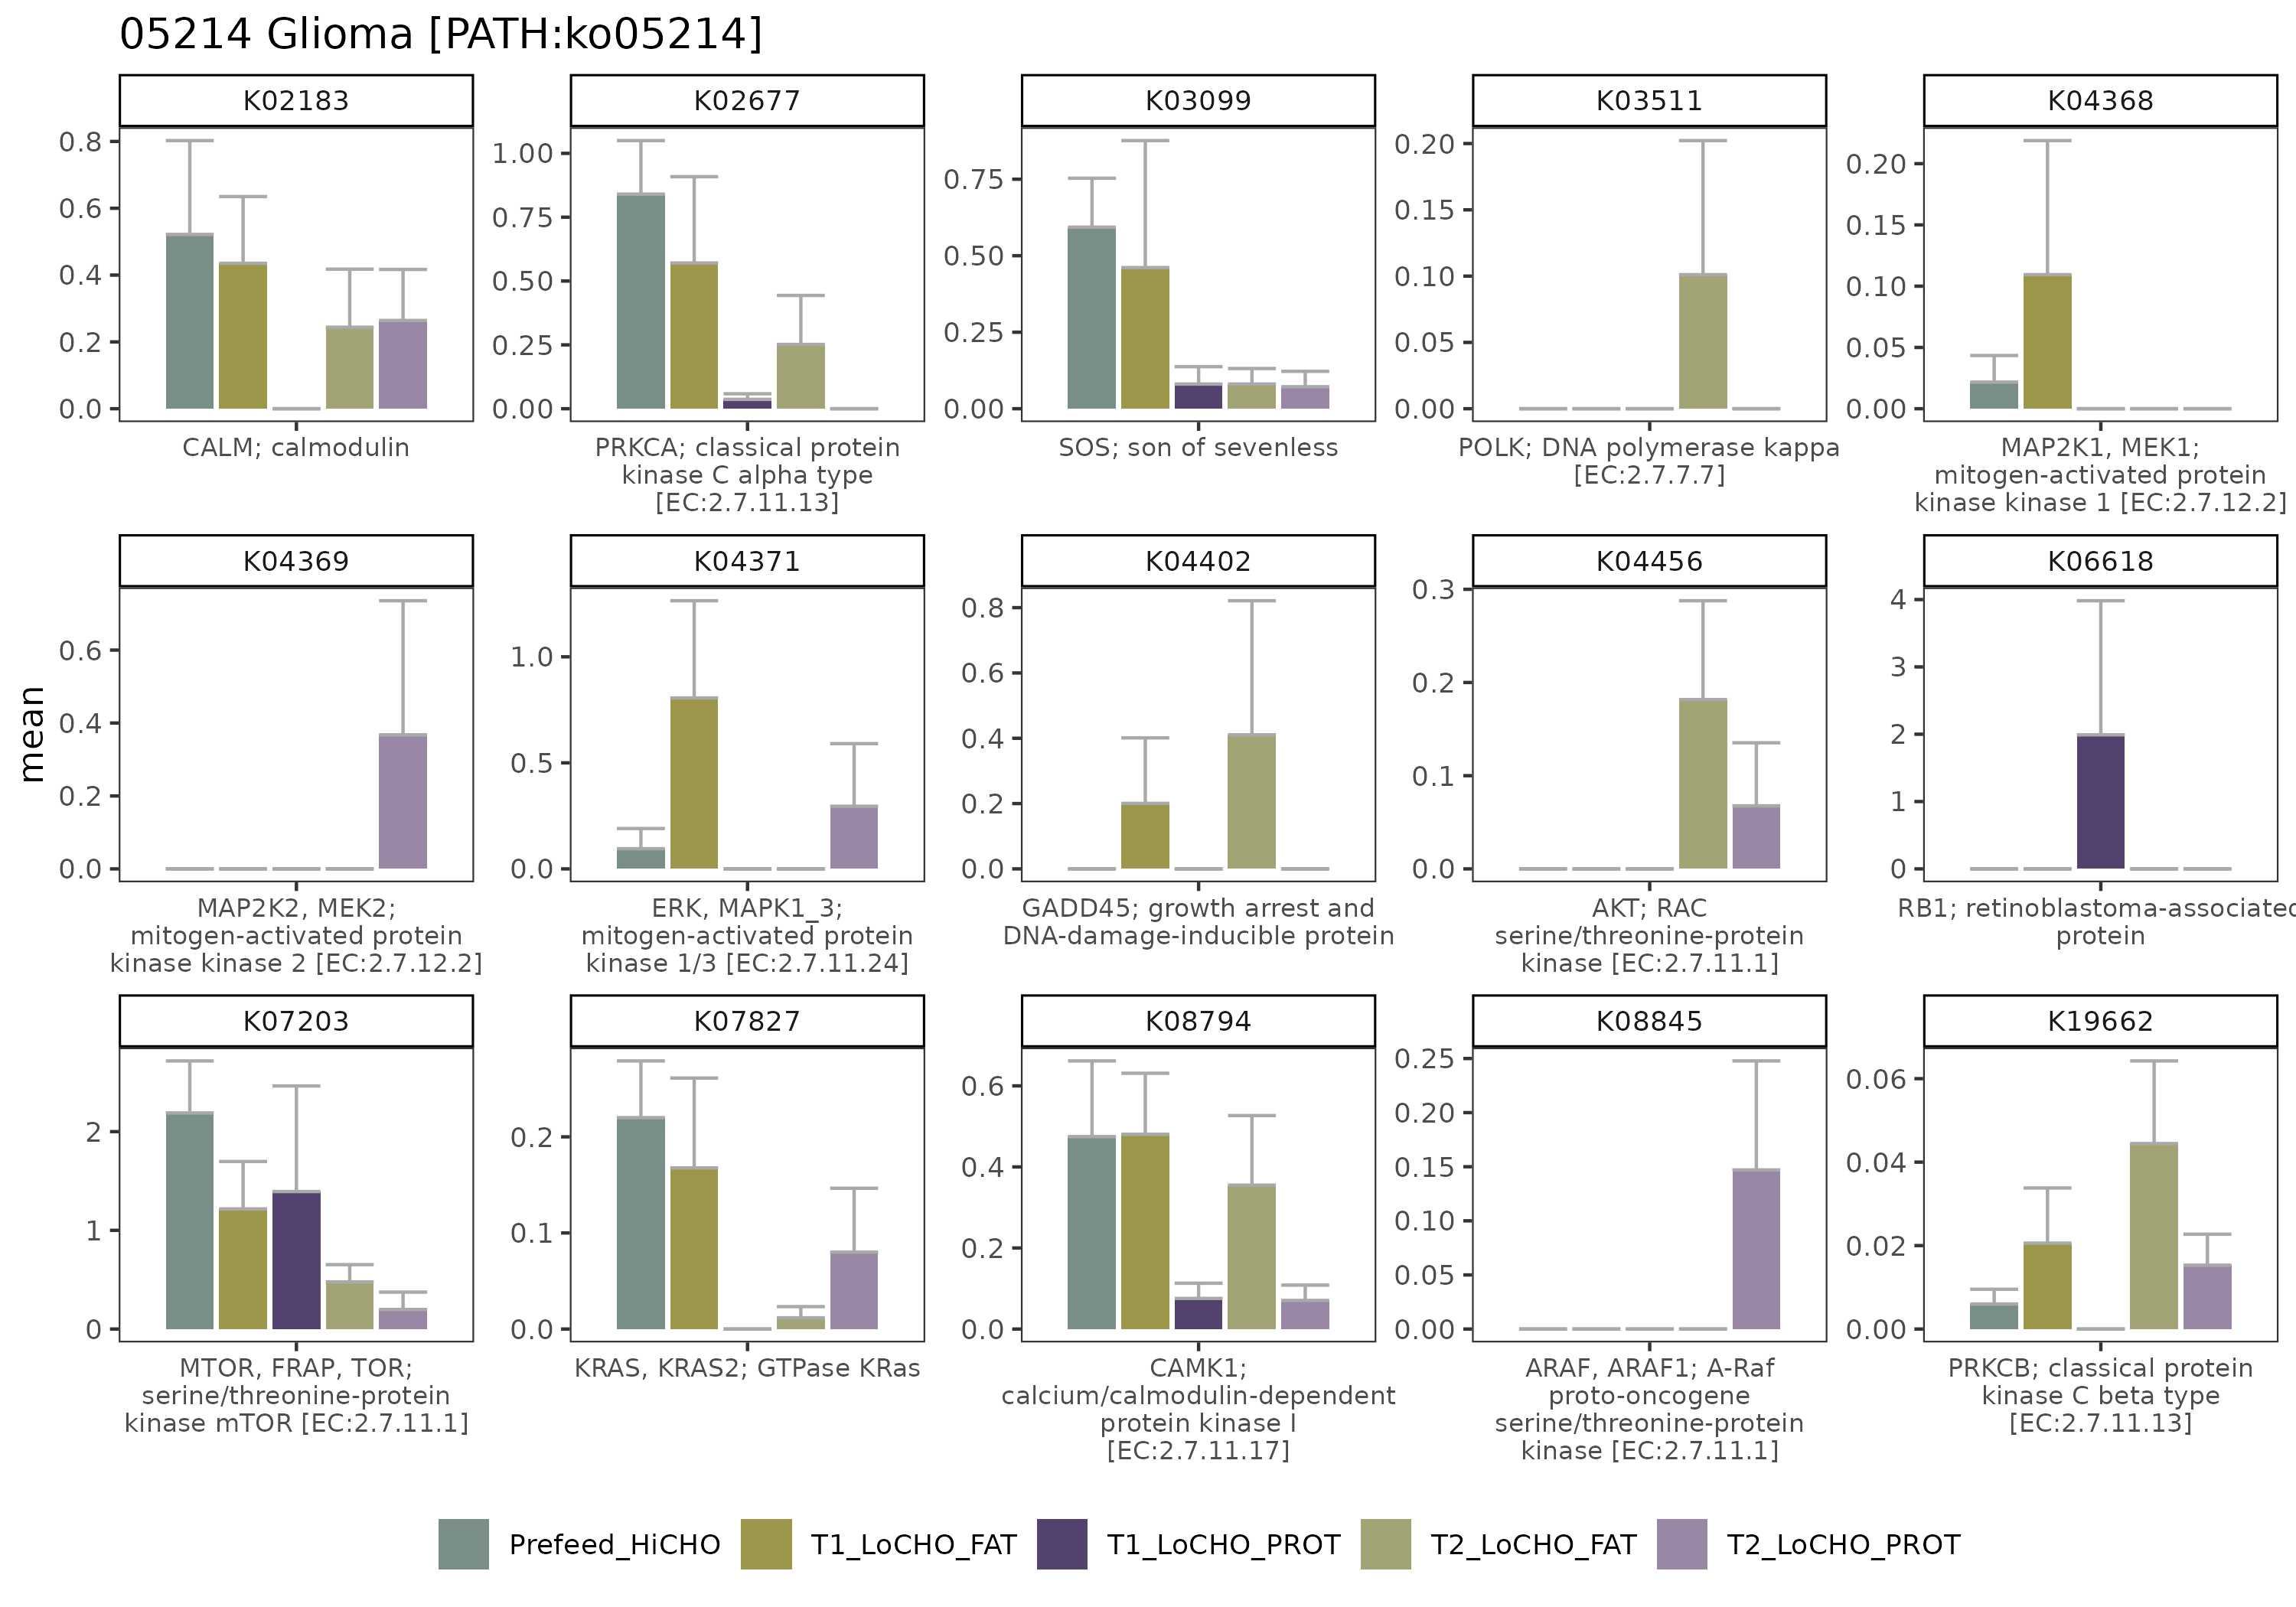 05214 Glioma [PATH:ko05214]
K02183
K02677
K03099
K03511
K04368
0.8
0.6
0.4
0.2
0.0
1.00
0.75
0.50
0.25
0.00
0.75
0.50
0.25
0.00
0.20
0.15
0.10
0.05
0.00
0.20
0.15
0.10
0.05
0.00
CALM; calmodulin
PRKCA; classical protein
kinase C alpha type
[EC:2.7.11.13]
SOS; son of sevenless
POLK; DNA polymerase kappa
[EC:2.7.7.7]
MAP2K1, MEK1;
mitogen-activated protein
kinase kinase 1 [EC:2.7.12.2]
mean
K04369
K04371
K04402
K04456
K06618
0.6
0.4
0.2
0.0
1.0
0.5
0.0
0.8
0.6
0.4
0.2
0.0
0.3
0.2
0.1
0.0
4
3
2
1
0
MAP2K2, MEK2;
mitogen-activated protein
kinase kinase 2 [EC:2.7.12.2]
ERK, MAPK1_3;
mitogen-activated protein
kinase 1/3 [EC:2.7.11.24]
GADD45; growth arrest and
DNA-damage-inducible protein
AKT; RAC
serine/threonine-protein
kinase [EC:2.7.11.1]
RB1; retinoblastoma-associated
protein
K07203
K07827
K08794
K08845
K19662
2
1
0
0.2
0.1
0.0
0.6
0.4
0.2
0.0
0.25
0.20
0.15
0.10
0.05
0.00
0.06
0.04
0.02
0.00
MTOR, FRAP, TOR;
serine/threonine-protein
kinase mTOR [EC:2.7.11.1]
KRAS, KRAS2; GTPase KRas
CAMK1;
calcium/calmodulin-dependent
protein kinase I
[EC:2.7.11.17]
ARAF, ARAF1; A-Raf
proto-oncogene
serine/threonine-protein
kinase [EC:2.7.11.1]
PRKCB; classical protein
kinase C beta type
[EC:2.7.11.13]
Prefeed_HiCHO
T1_LoCHO_FAT
T1_LoCHO_PROT
T2_LoCHO_FAT
T2_LoCHO_PROT